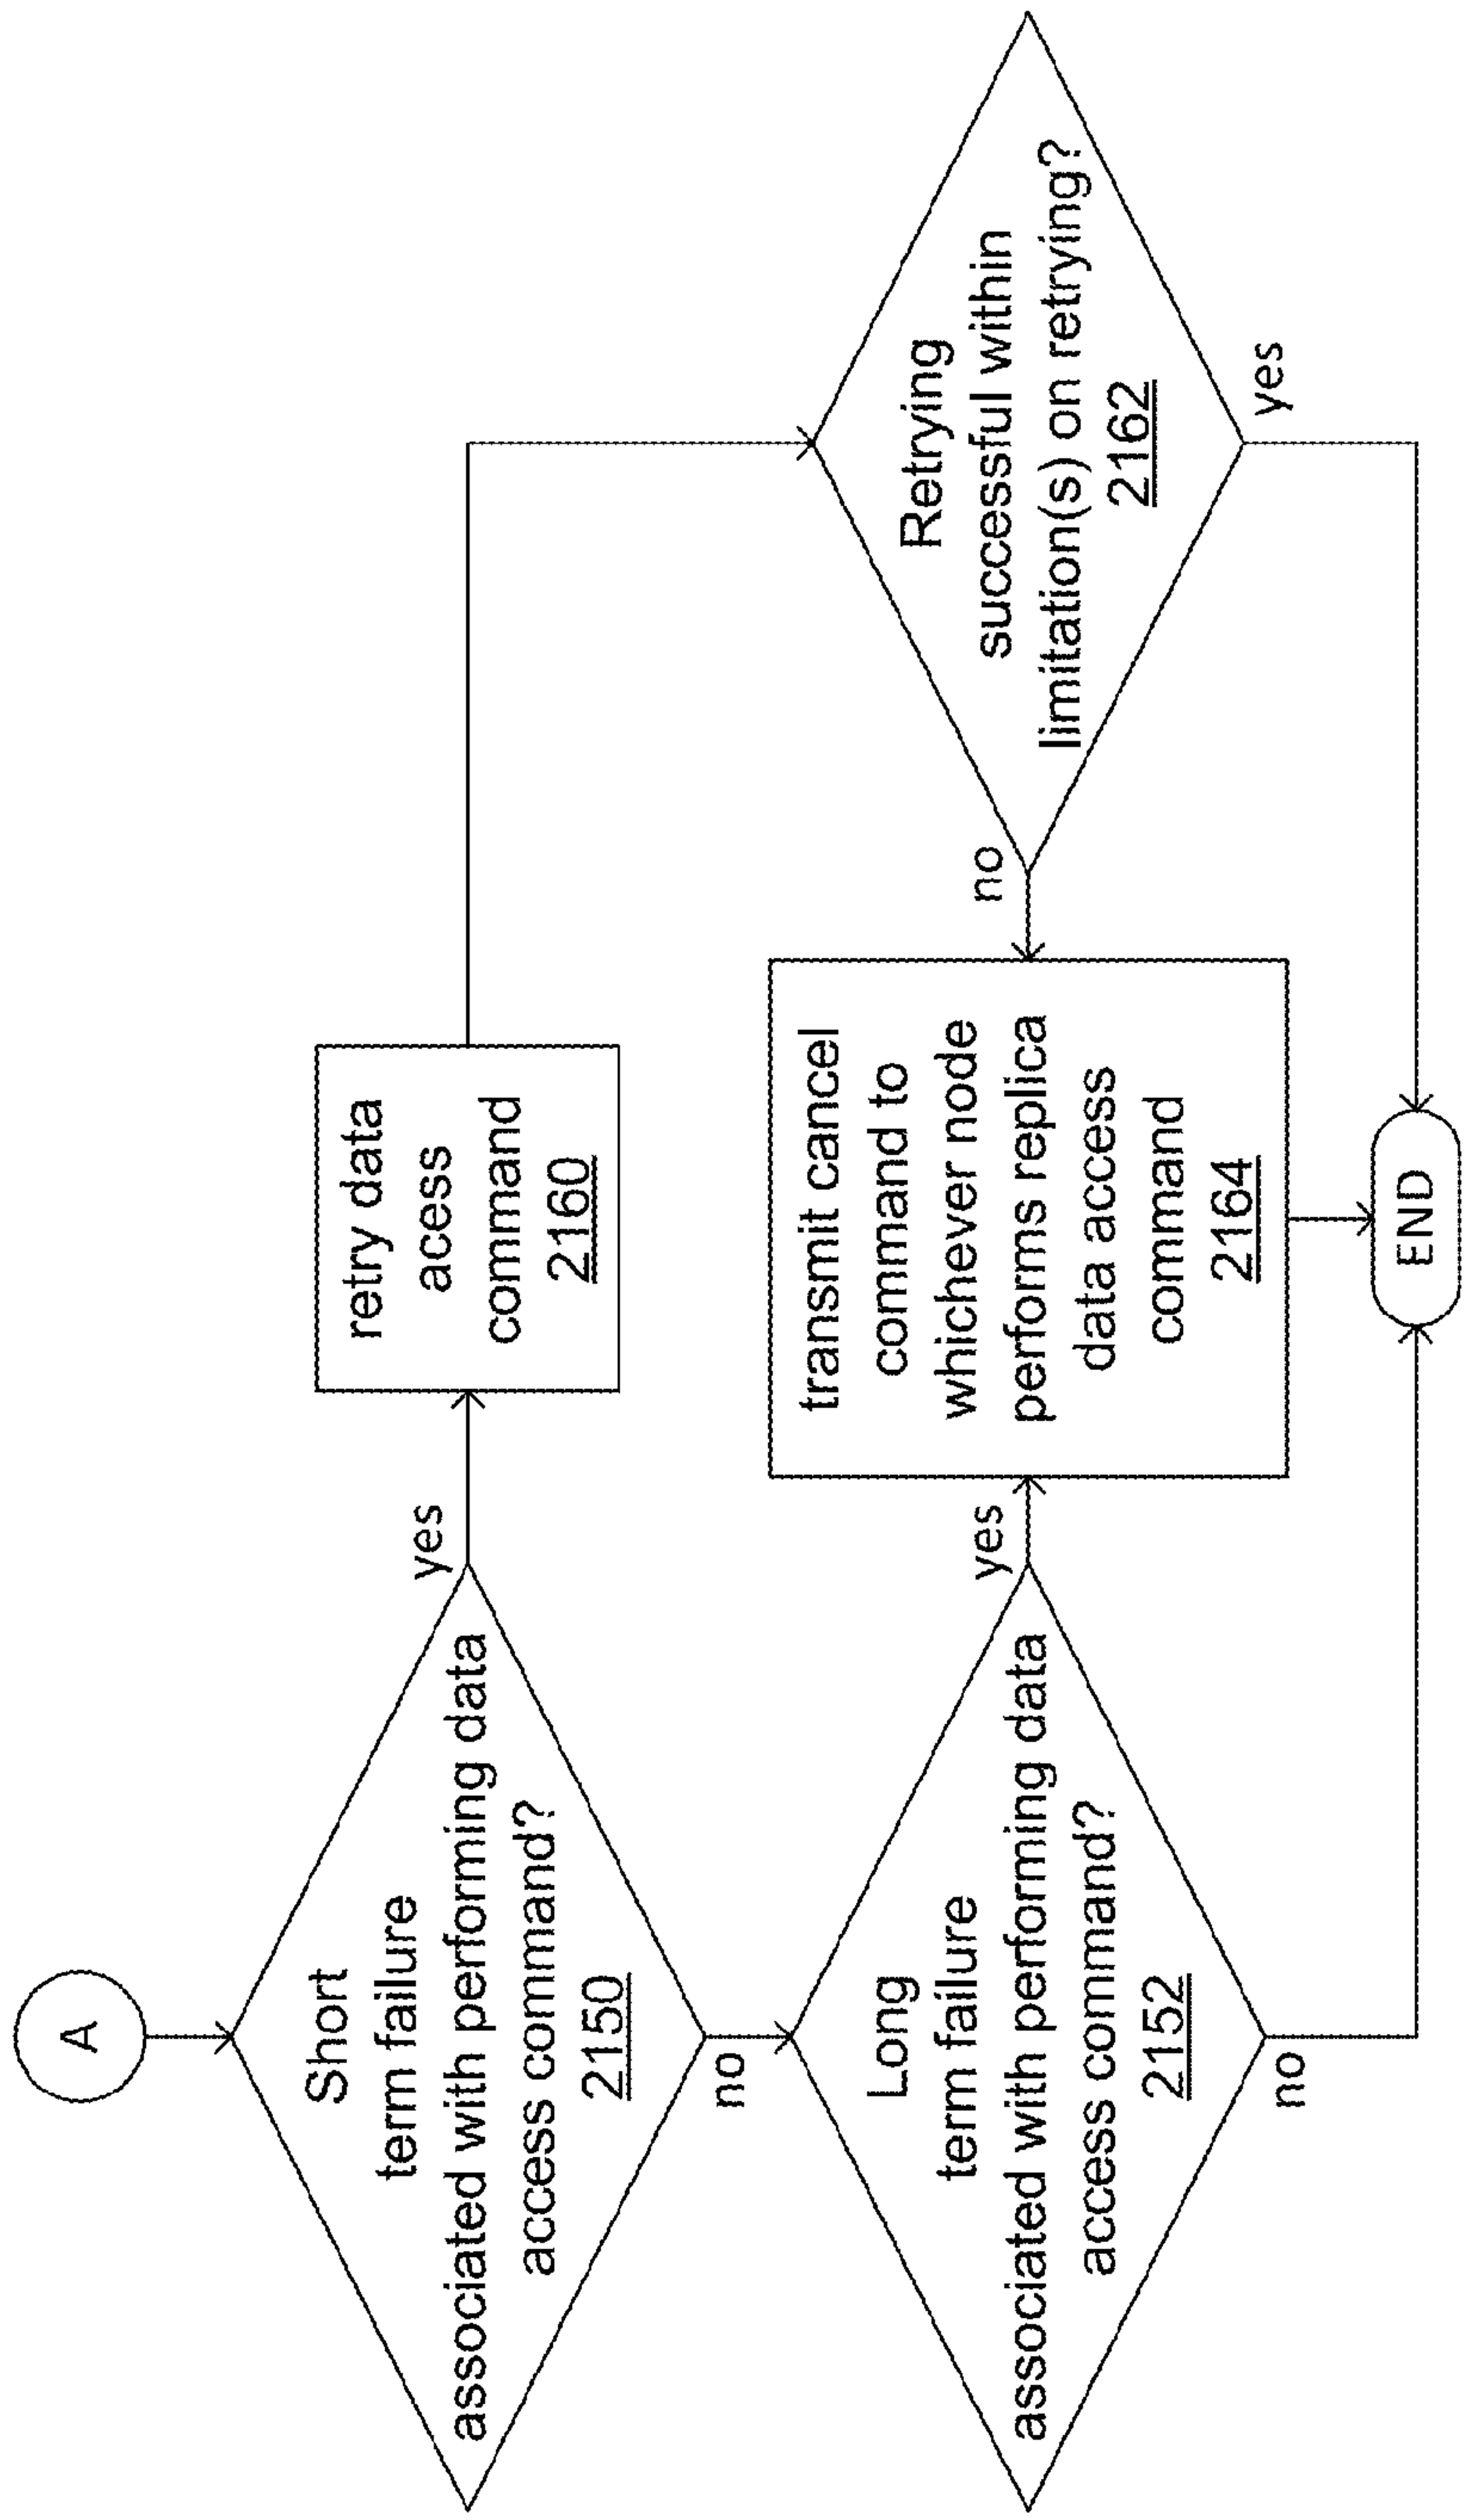 A
Short
term failure
associated with performing data
access command?
2150
yes
retry data
acess
command
2160
no
Long
term failure
associated with performing data
access command?
2152
yes
transmit cancel
command to
whichever node
performs replica
data access
command
2164
no
Retrying
successful within
limitation(s) on retrying?
2162
yes
no
END